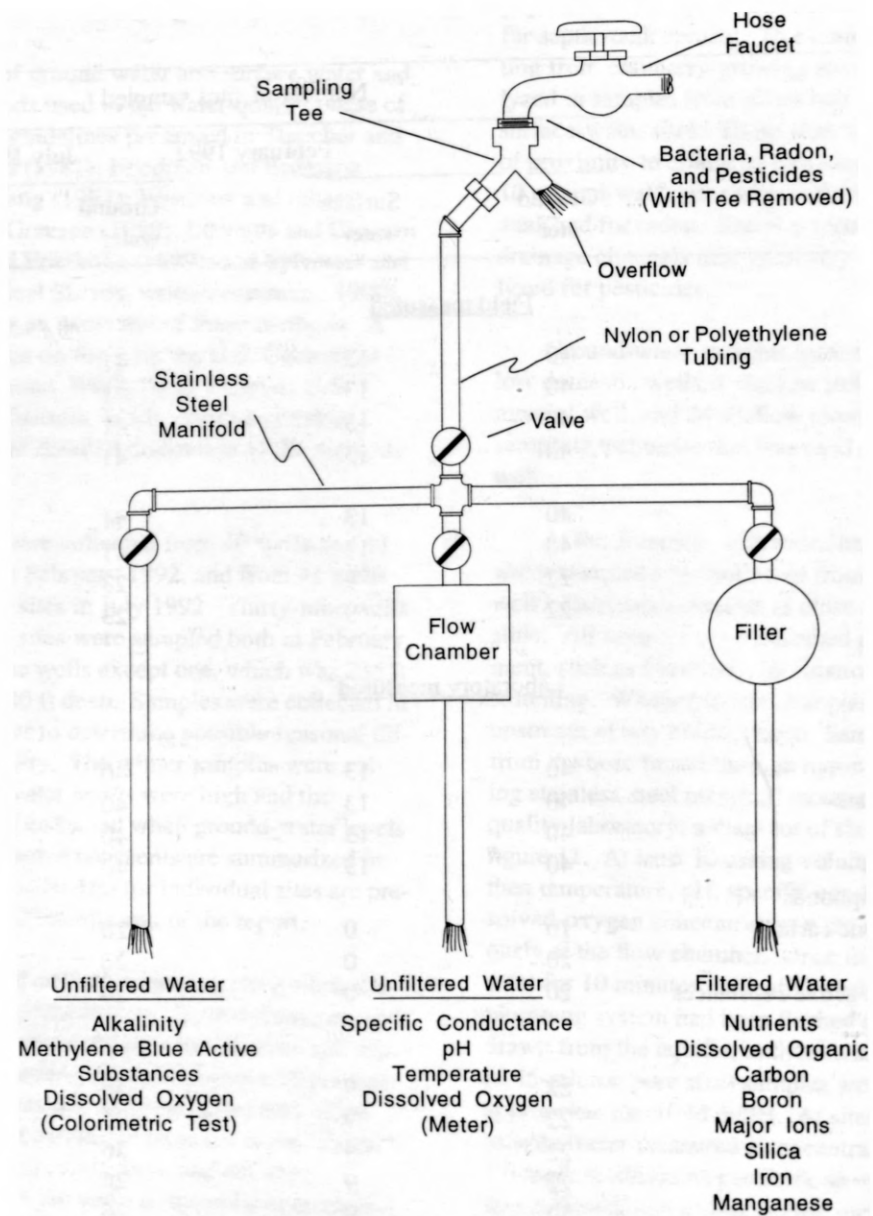 Hose
Faucet
Sampling
Tee
Bacteria, Radon,
and Pesticides
(With Tee Removed)
Overflow
Nylon or Polyethylene
Tubing
Stainless
Steel
Manifold
Valve
Flow
Chamber
Filter
Unfiltered Water
Alkalinity
Methylene Blue Active
Substances
Dissolved Oxygen
(Colorimetric Test)
Unfiltered Water
Specific Conductance
pH
Temperature
Dissolved Oxygen
(Meter)
Filtered Water
Nutrients
Dissolved Organic
Carbon
Boron
Major Ions
Silica
Iron
Manganese